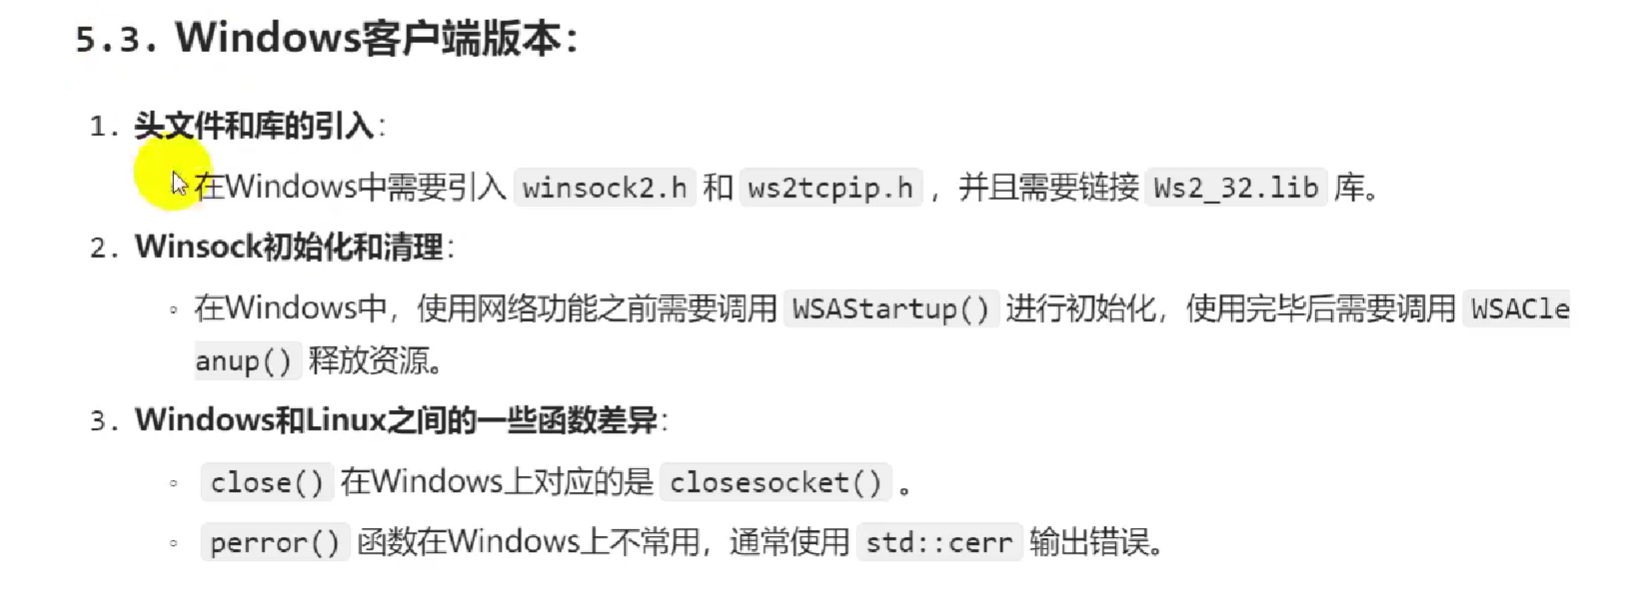 5.3. Windows客户端版本：
1. 头文件和库的引入：
在Windows中需要引入 winsock2.h 和 ws2tcpip.h ，并且需要链接 Ws2_32.lib 库。
2. Winsock初始化和清理：
◦ 在Windows中，使用网络功能之前需要调用 WSAStartup() 进行初始化，使用完毕后需要调用 WSACle
anup() 释放资源。
3. Windows和Linux之间的一些函数差异：
◦ close() 在Windows上对应的是 closesocket() 。
◦ perror() 函数在Windows上不常用，通常使用 std::cerr 输出错误。